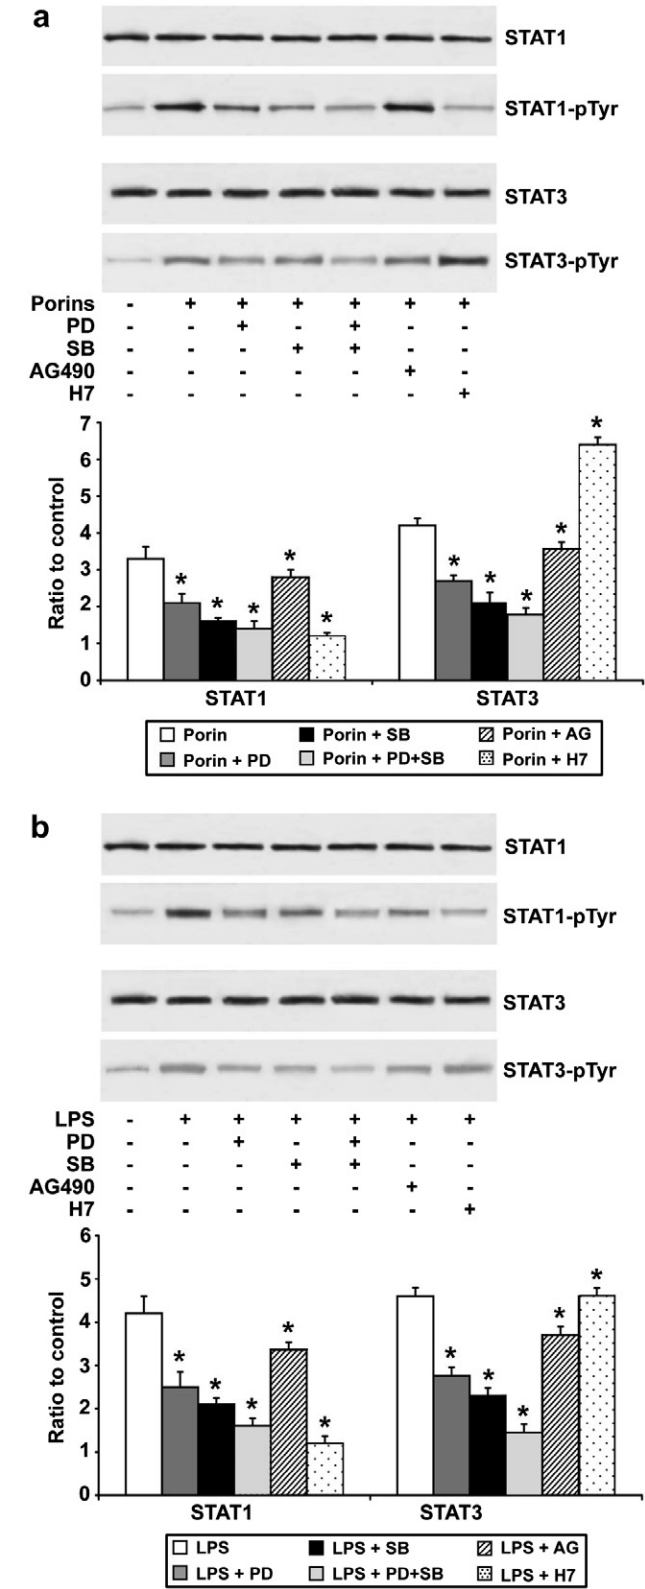 a
STAT1
STAT1-pTyr
STAT3
STAT3-pTyr
Porins - + + + + + +
PD - - + - + - -
SB - - - + + - -
AG490 - - - - - + -
H7 - - - - - - +
7
6
5
4
3
2
1
0
Ratio to control
* * * * *
* * * * *
STAT1 STAT3
Porin Porin + SB Porin + AG
Porin + PD Porin + PD+SB Porin + H7
b
STAT1
STAT1-pTyr
STAT3
STAT3-pTyr
LPS - + + + + + +
PD - - + - + - -
SB - - - + + - -
AG490 - - - - - + -
H7 - - - - - - +
6
5
4
3
2
1
0
Ratio to control
* * * * *
* * * * *
STAT1 STAT3
LPS LPS + SB LPS + AG
LPS + PD LPS + PD+SB LPS + H7